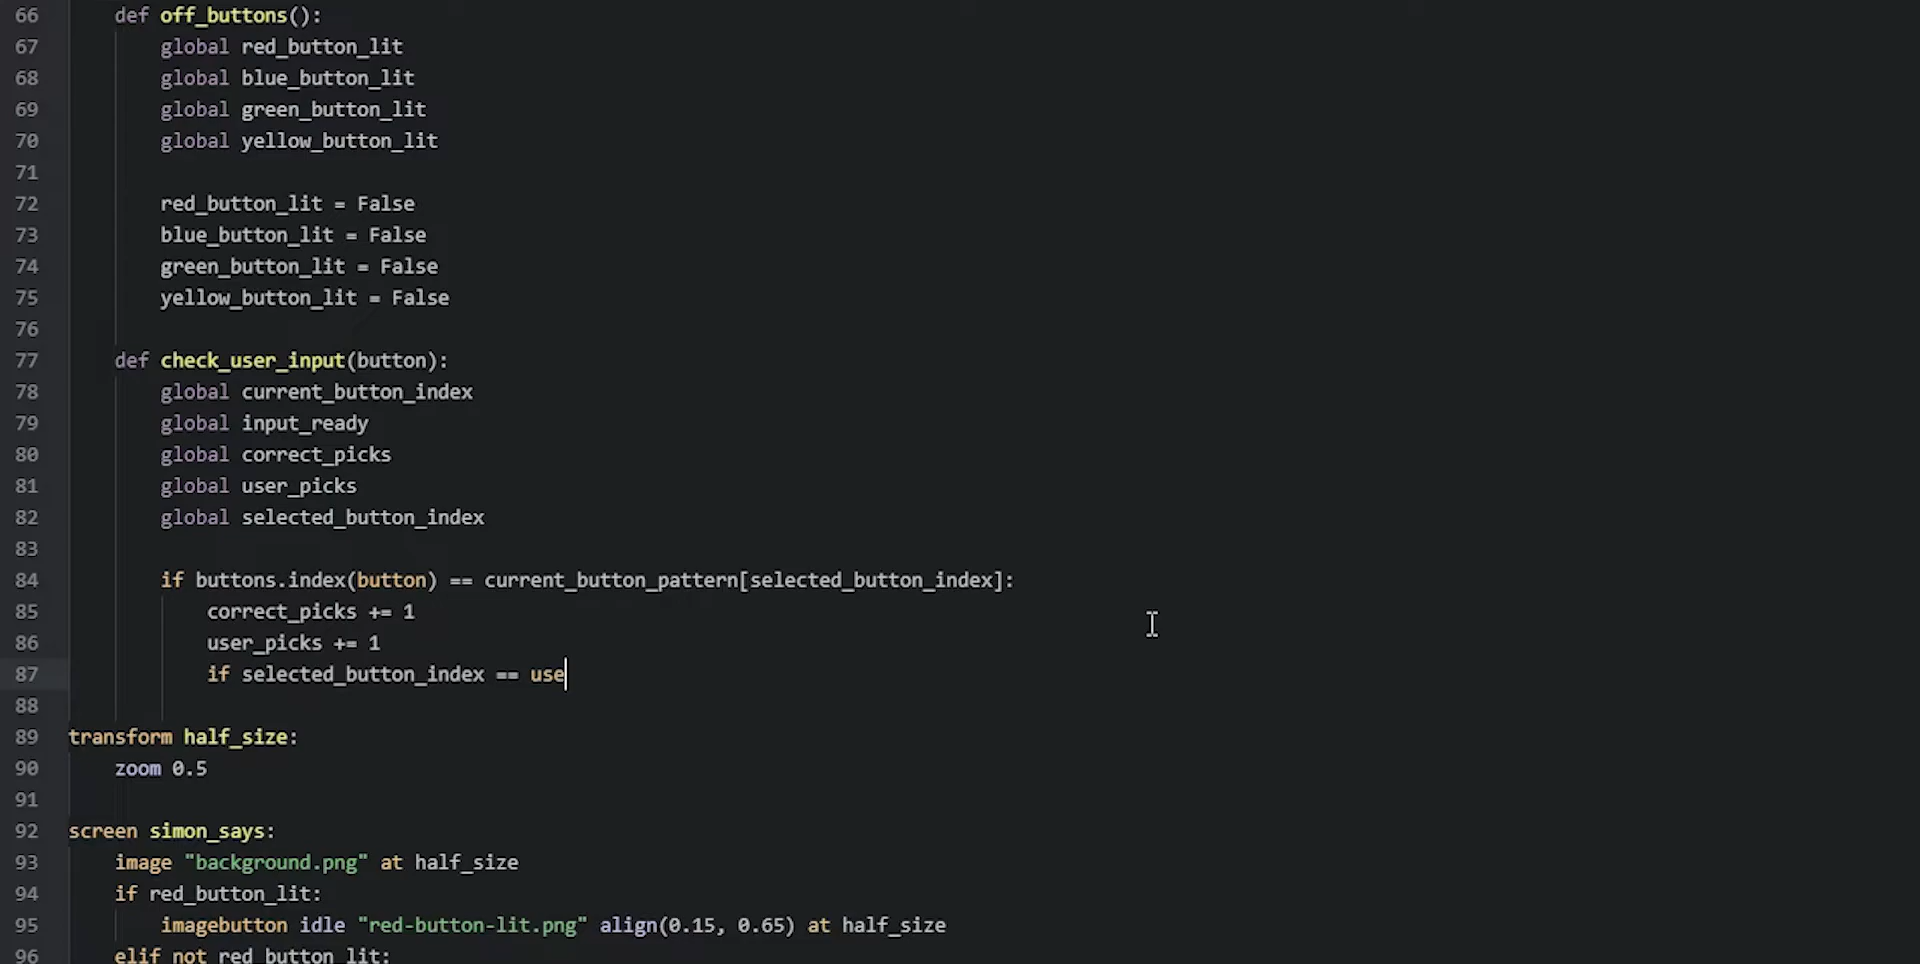 66 def off_buttons():
67 global red_button_lit
68 global blue_button_lit
69 global green_button_lit
70 global yellow_button_lit
71
72 red_button_lit = False
73 blue_button_lit = False
74 green_button_lit = False
75 yellow_button_lit = False
76
77 def check_user_input(button):
78 global current_button_index
79 global input_ready
80 global correct_picks
81 global user_picks
82 global selected_button_index
83
84 if buttons.index(button) == current_button_pattern[selected_button_index]:
85 correct_picks += 1
86 user_picks += 1
87 if selected_button_index == use
88
89 transform half_size:
90 zoom 0.5
91
92 screen simon_says:
93 image "background.png" at half_size
94 if red_button_lit:
95 imagebutton idle "red-button-lit.png" align(0.15, 0.65) at half_size
96 elif not red_button_lit: